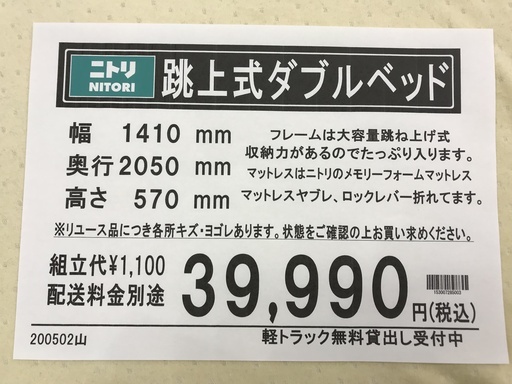 ニトリ
NITORI
跳上式ダブルベッド
幅 1410 mm
奥行2050 mm
高さ 570 mm
フレームは大容量跳ね上げ式
収納力があるのでたっぷり入ります。
マットレスはニトリのメモリーフォームマットレス
マットレスヤブレ、ロックレバー折れてます。
※リユース品につき各所キズ・ヨゴレあります。状態をご確認の上お買い求めください。
組立代¥1,100
配送料金別途
39,990円(税込)
200502山
軽トラック無料貸出し受付中